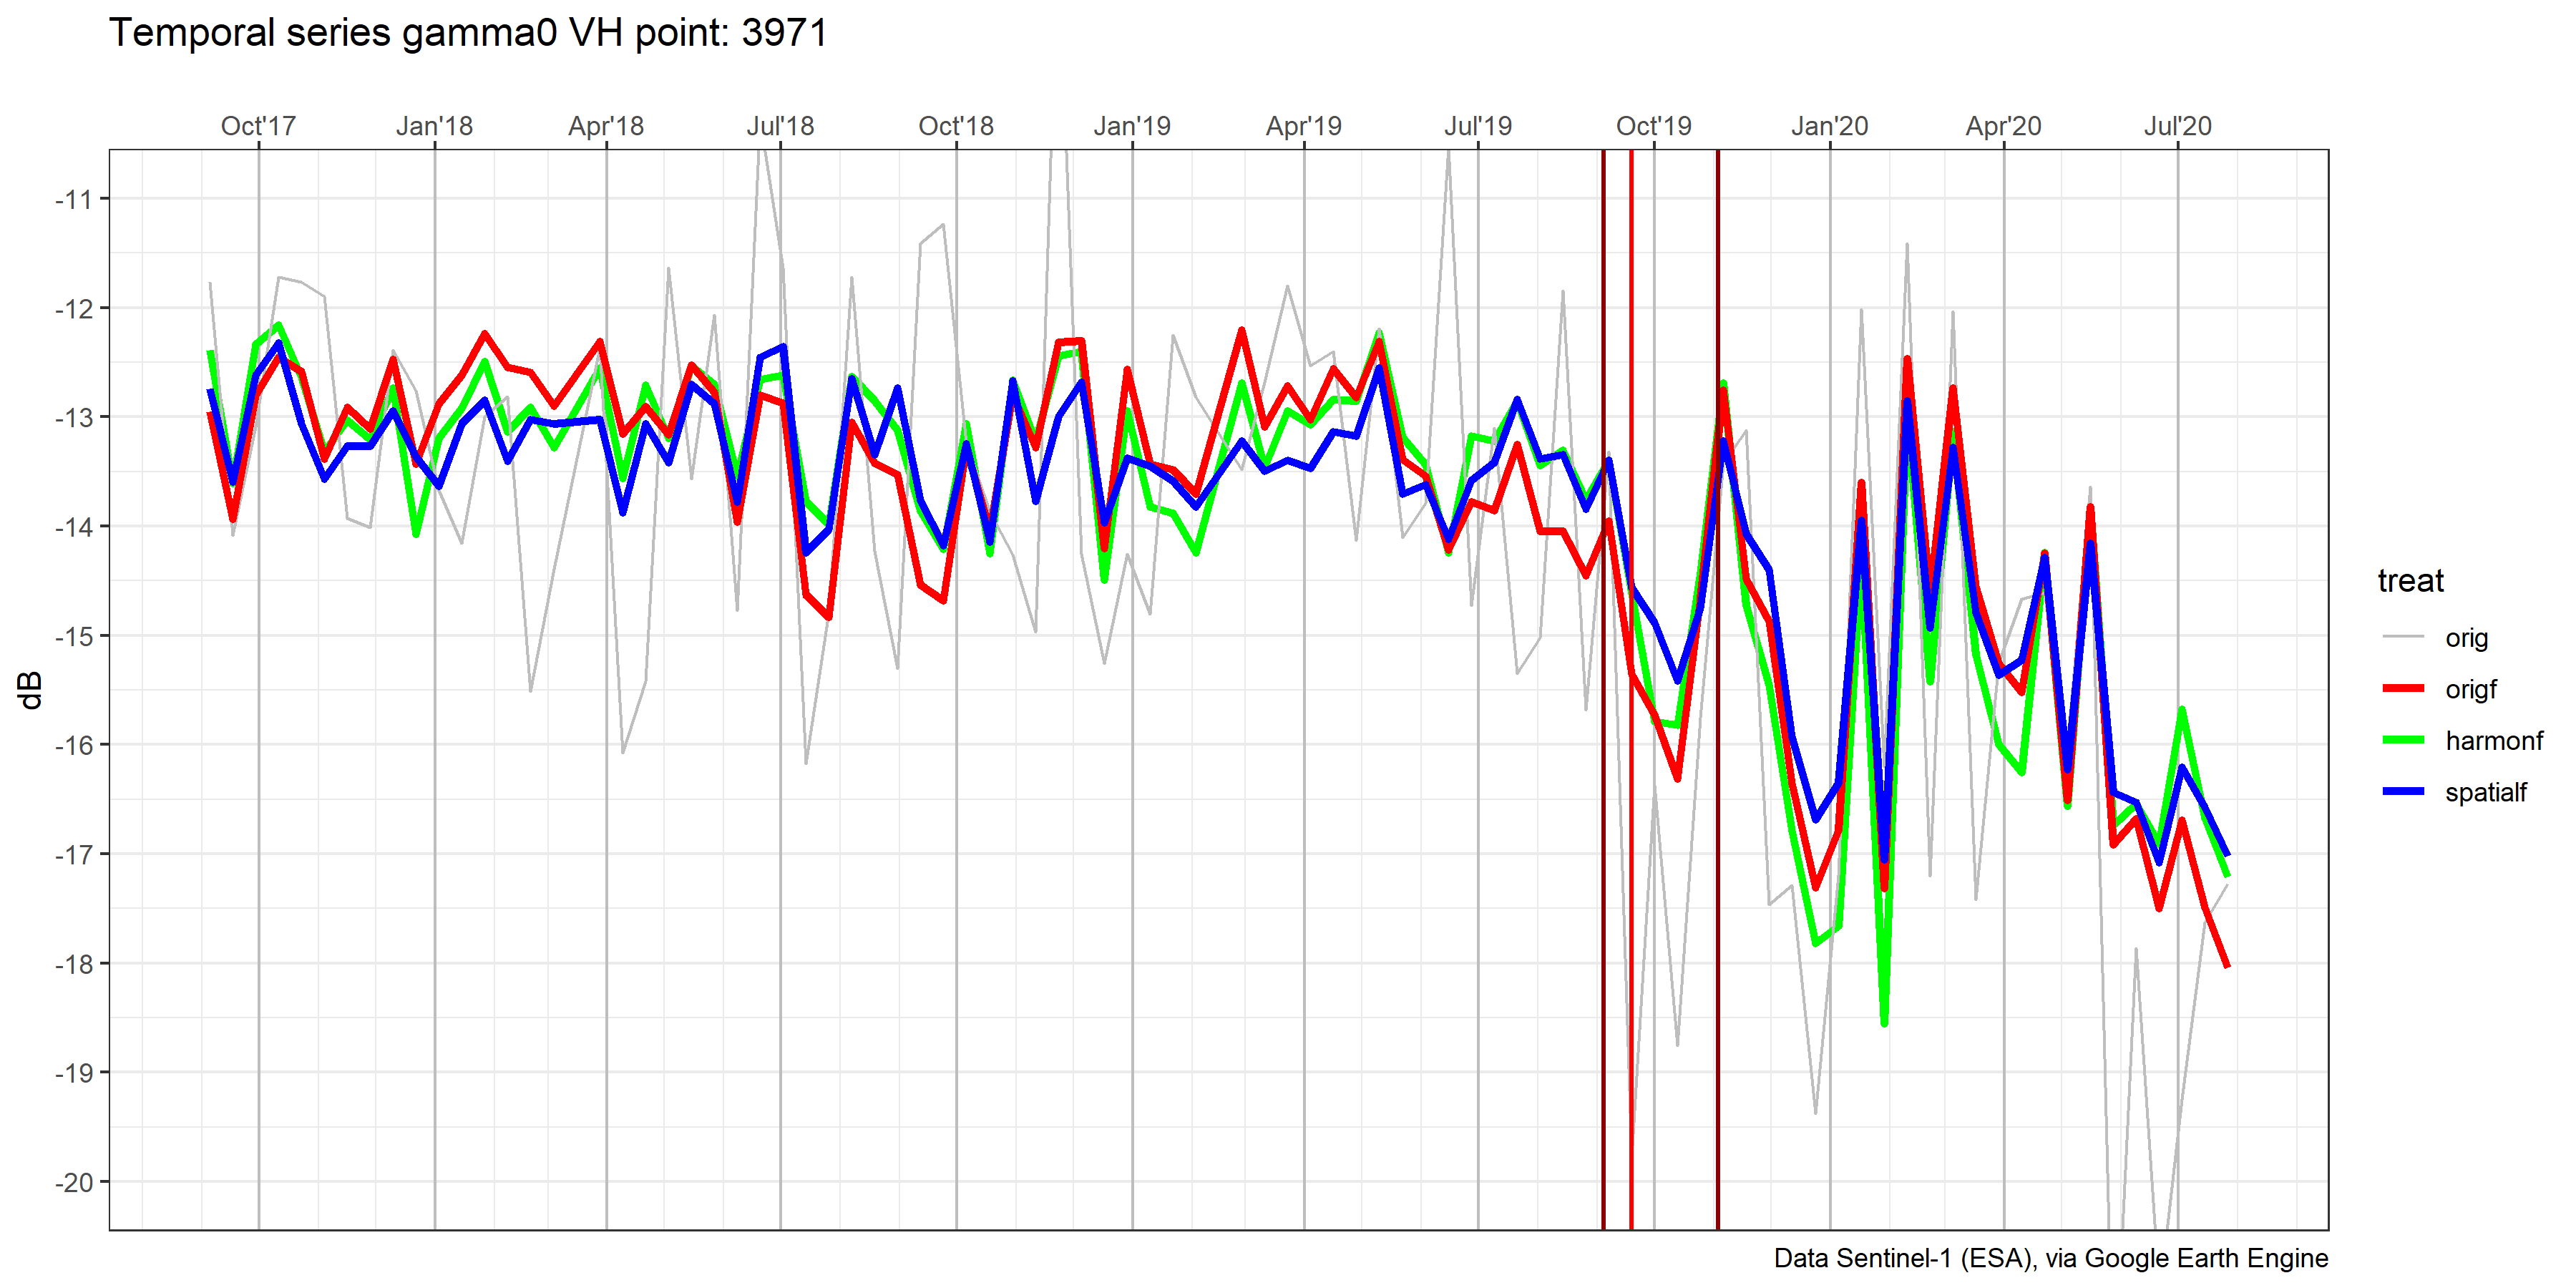 Temporal series gamma0 VH point: 3971
Oct'17 Jan'18 Apr'18 Jul'18 Oct'18 Jan'19 Apr'19 Jul'19 Oct'19 Jan'20 Apr'20 Jul'20
-11
-12
-13
-14
-15
-16
-17
-18
-19
-20
dB
treat
orig
origf
harmonf
spatialf
Data Sentinel-1 (ESA), via Google Earth Engine